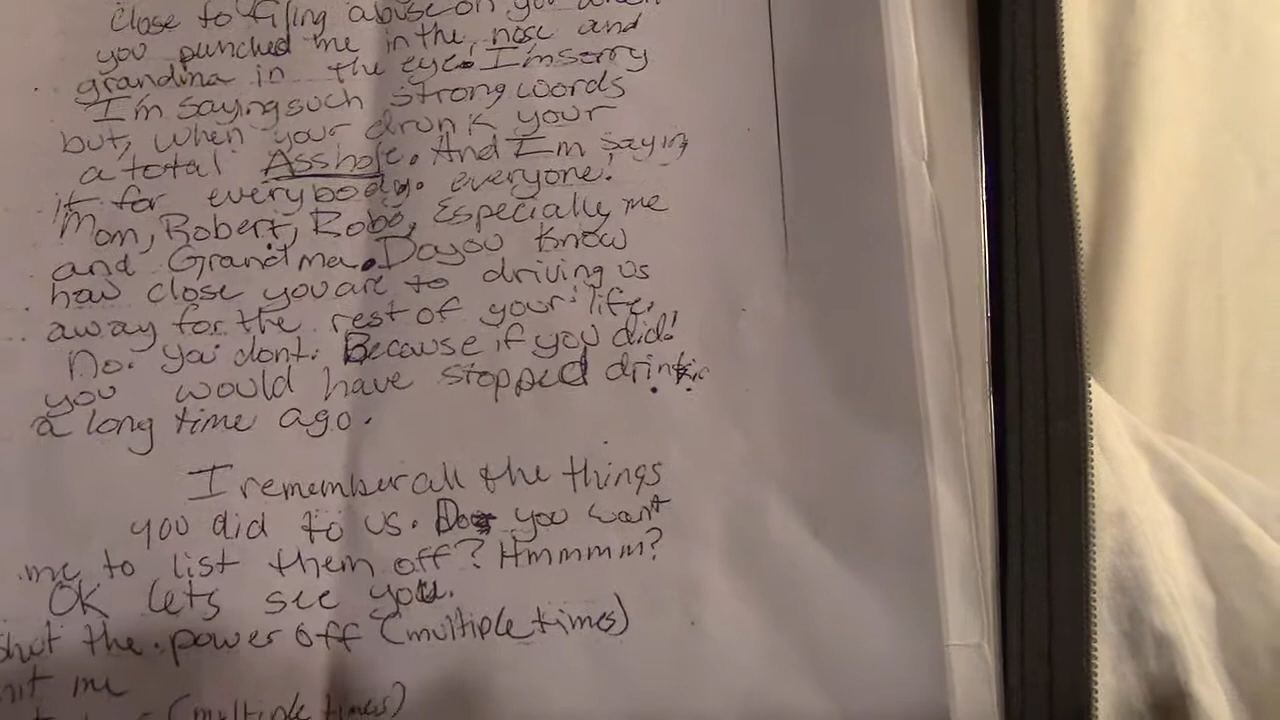 close to filing abuse on you when
you punched me in the, nose and
grandma in the eye. I'm sorry
I'm saying such strong words
but, when your drunk your
a total Asshole. And I'm saying
it for everybody. everyone!
Mom, Robert, Robo, Especially me
and Grandma. Do you know
how close you are to driving us
away for the rest of your life.
No. you dont. Because if you did!
you would have stopped drinkin
a long time ago.
I remember all the things
you did to us. Do you want
me to list them off? Hmmmm?
OK lets see you.
shut the power off (multiple times)
hit me
(multiple times)